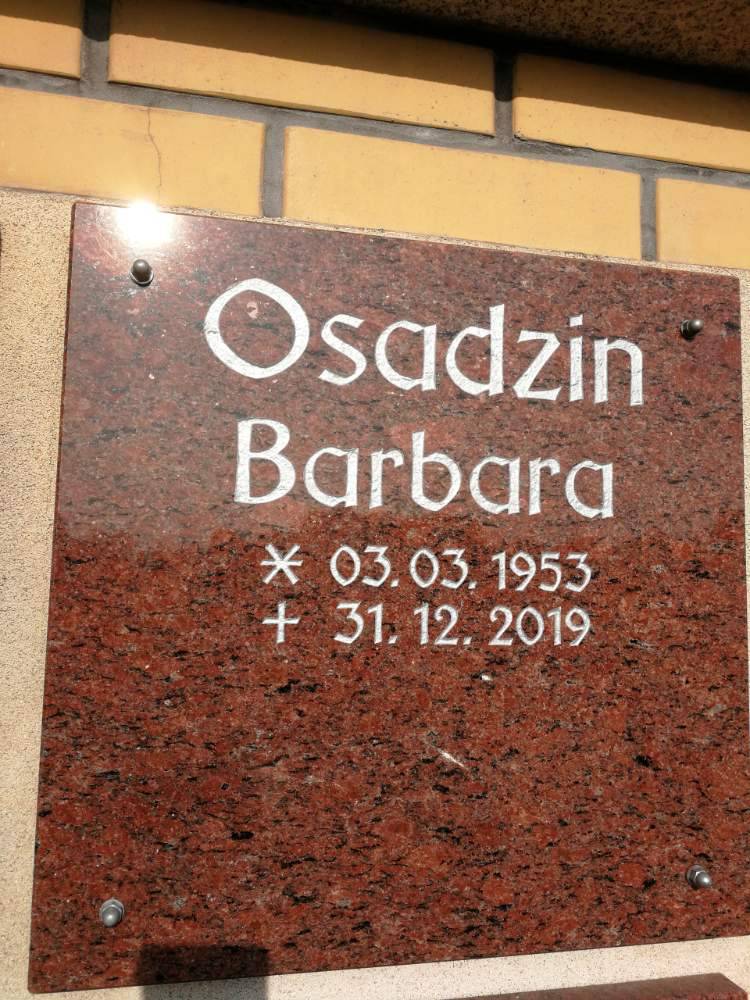 Osadzin
Barbara
* 03.03.1953
+ 31.12.2019